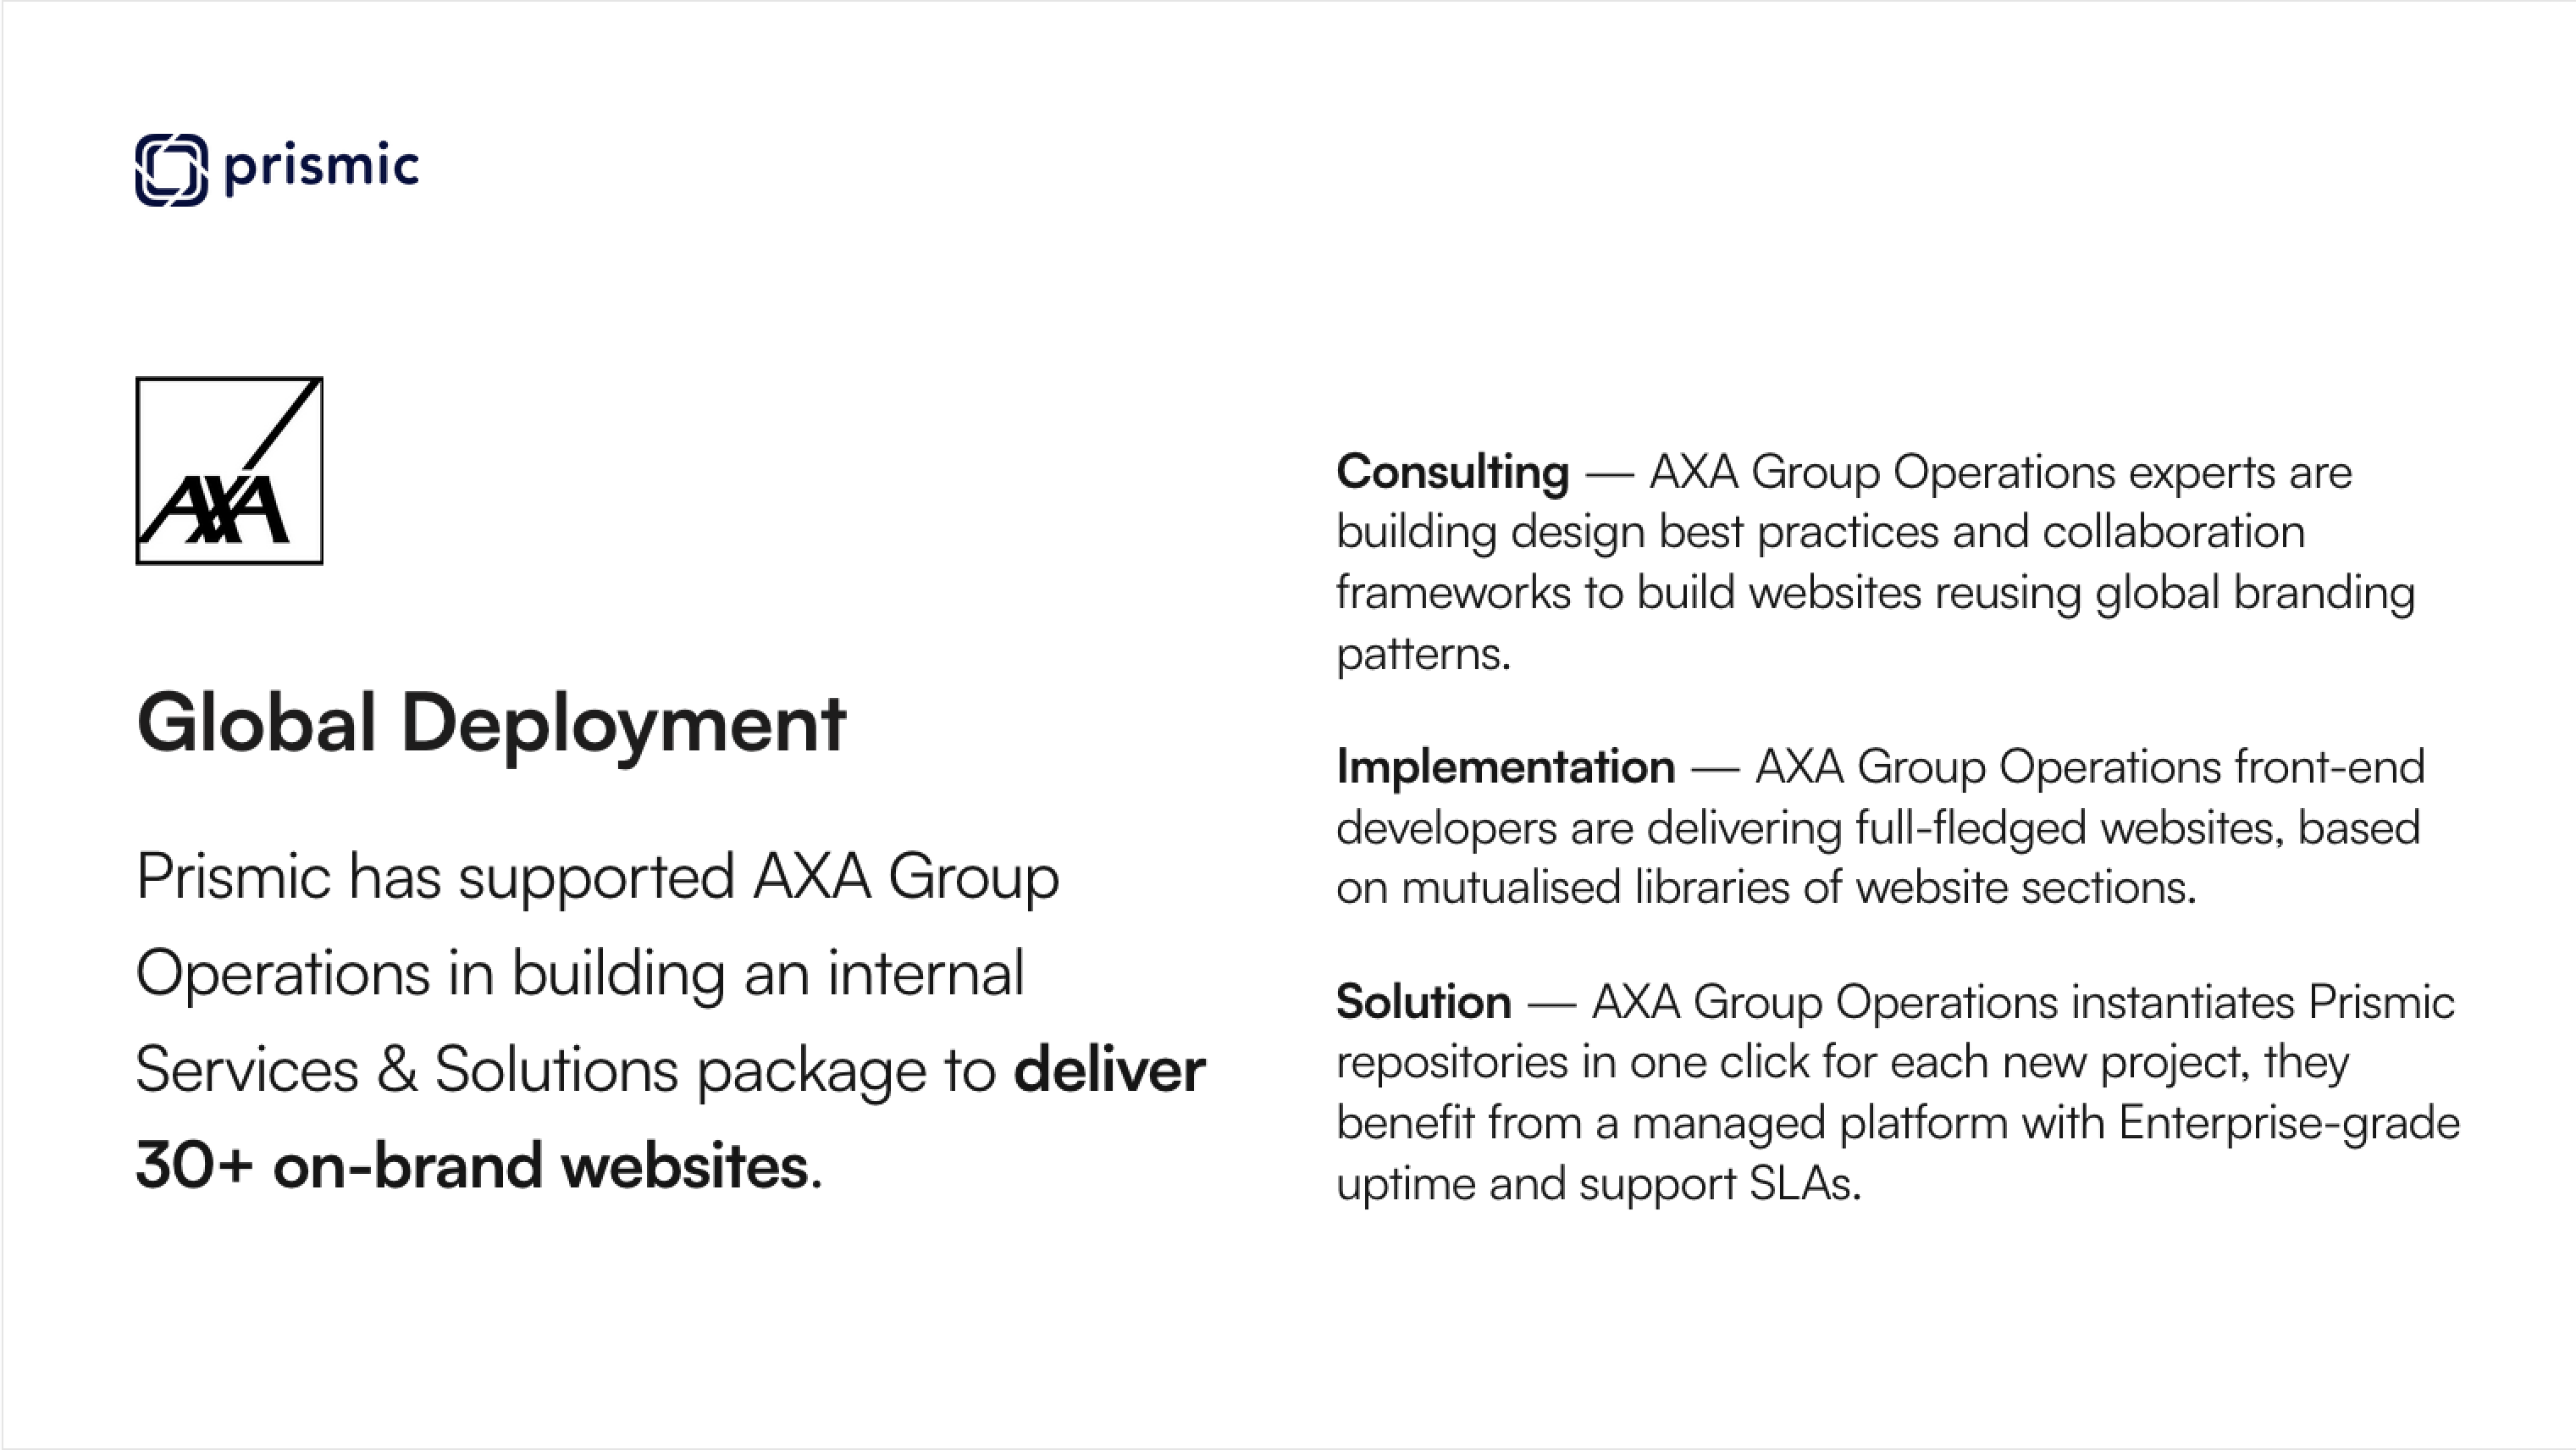 prismic
AXA
Global Deployment
Prismic has supported AXA Group
Operations in building an internal
Services & Solutions package to deliver
30+ on-brand websites.
Consulting — AXA Group Operations experts are
building design best practices and collaboration
frameworks to build websites reusing global branding
patterns.
Implementation — AXA Group Operations front-end
developers are delivering full-fledged websites, based
on mutualised libraries of website sections.
Solution — AXA Group Operations instantiates Prismic
repositories in one click for each new project, they
benefit from a managed platform with Enterprise-grade
uptime and support SLAs.